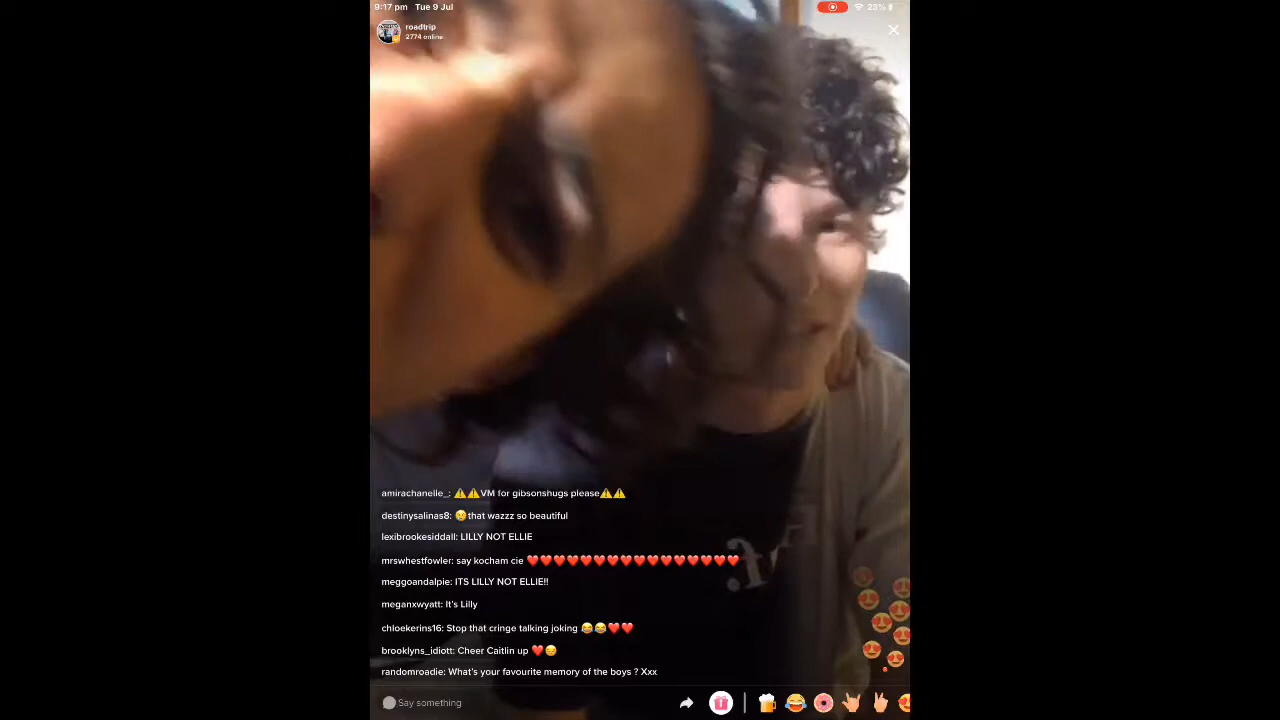 9:17 pm Tue 9 Jul
23%
roadtrip
2774 online
amirachanelle_: ⚠️⚠️VM for gibsonshugs please⚠️⚠️
destinysalinas8: 😢that wazzz so beautiful
lexibrookesiddall: LILLY NOT ELLIE
mrswhestfowler: say kocham cie ❤️❤️❤️❤️❤️❤️❤️❤️❤️❤️❤️❤️❤️❤️❤️❤️
meggoandalpie: ITS LILLY NOT ELLIE!!
meganxwyatt: It's Lilly
chloekerins16: Stop that cringe talking joking 😂😂❤️❤️
brooklyns_idiott: Cheer Caitlin up ❤️😔
randomroadie: What's your favourite memory of the boys ? Xxx
Say something